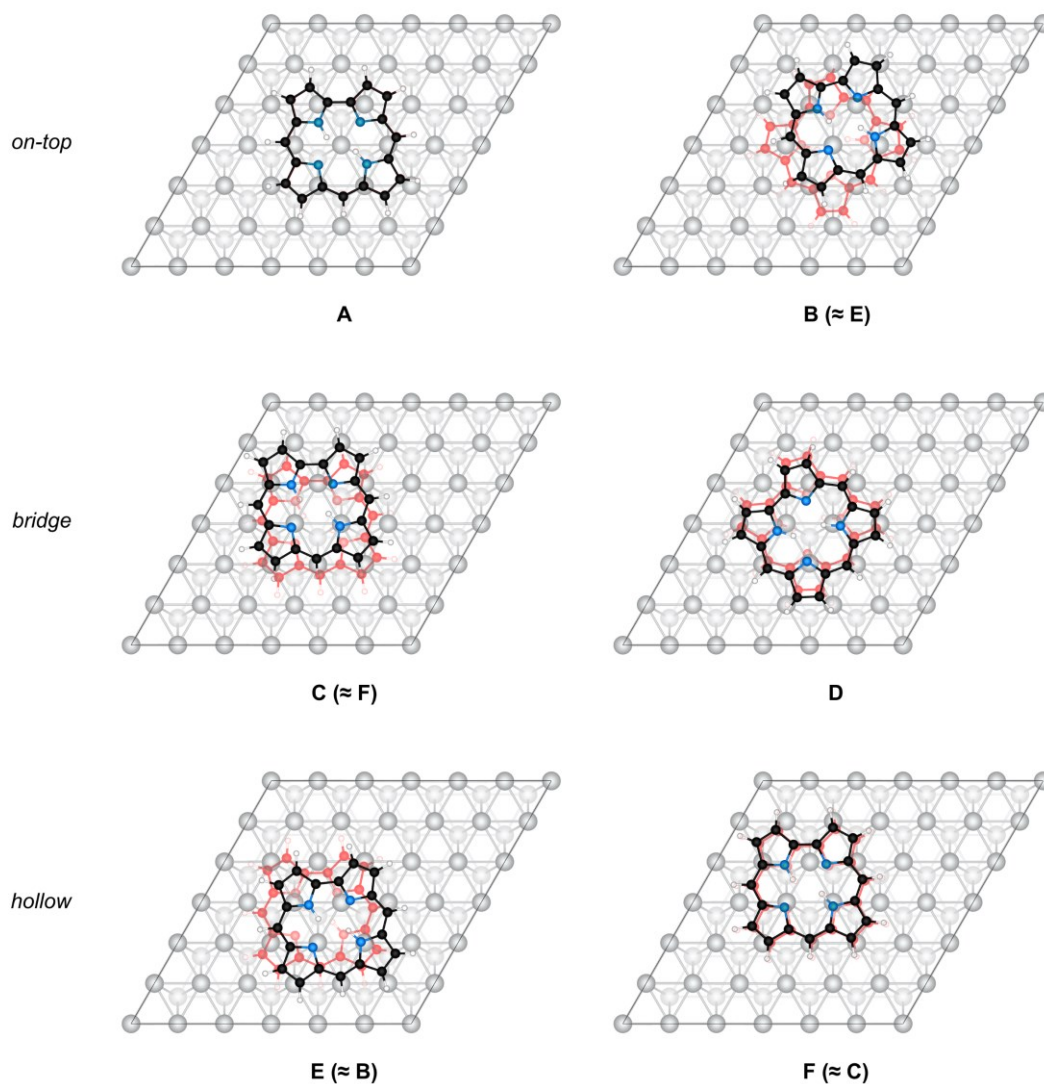 on-top
A
B (≈ E)
bridge
C (≈ F)
D
hollow
E (≈ B)
F (≈ C)